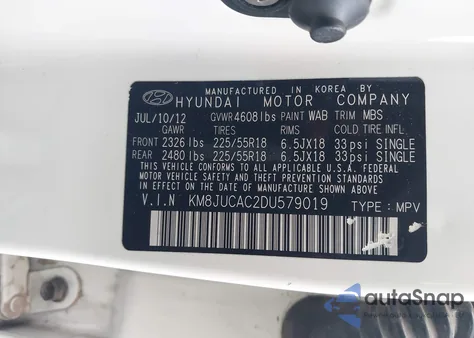 MANUFACTURED IN KOREA BY
HYUNDAI MOTOR COMPANY
JUL/10/12 GVWR 4608lbs PAINT WAB TRIM MBS
GAWR TIRES RIMS COLD TIRE INFL.
FRONT 2326lbs 225/55R18 6.5JX18 33psi SINGLE
REAR 2480lbs 225/55R18 6.5JX18 33psi SINGLE
THIS VEHICLE CONFORMS TO ALL APPLICABLE U.S.A. FEDERAL
MOTOR VEHICLE SAFETY BUMPER, AND THEFT PREVENTION
STANDARDS IN EFFECT ON THE DATE OF MANUFACTURE SHOWN ABOVE.
V.I.N KM8JUCAC2DU579019 TYPE : MPV
autoSnap